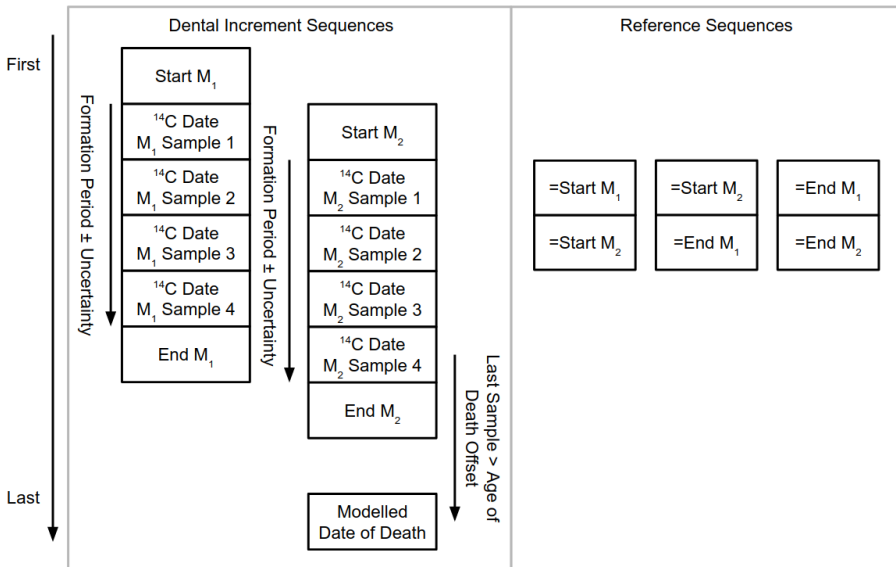 Dental Increment Sequences
Reference Sequences
First
Last
Formation Period ± Uncertainty
Start M₁
¹⁴C Date
M₁ Sample 1
¹⁴C Date
M₁ Sample 2
¹⁴C Date
M₁ Sample 3
¹⁴C Date
M₁ Sample 4
End M₁
Formation Period ± Uncertainty
Start M₂
¹⁴C Date
M₂ Sample 1
¹⁴C Date
M₂ Sample 2
¹⁴C Date
M₂ Sample 3
¹⁴C Date
M₂ Sample 4
End M₂
Last Sample > Age of
Death Offset
Modelled
Date of Death
=Start M₁
=Start M₂
=Start M₂
=End M₁
=End M₁
=End M₂